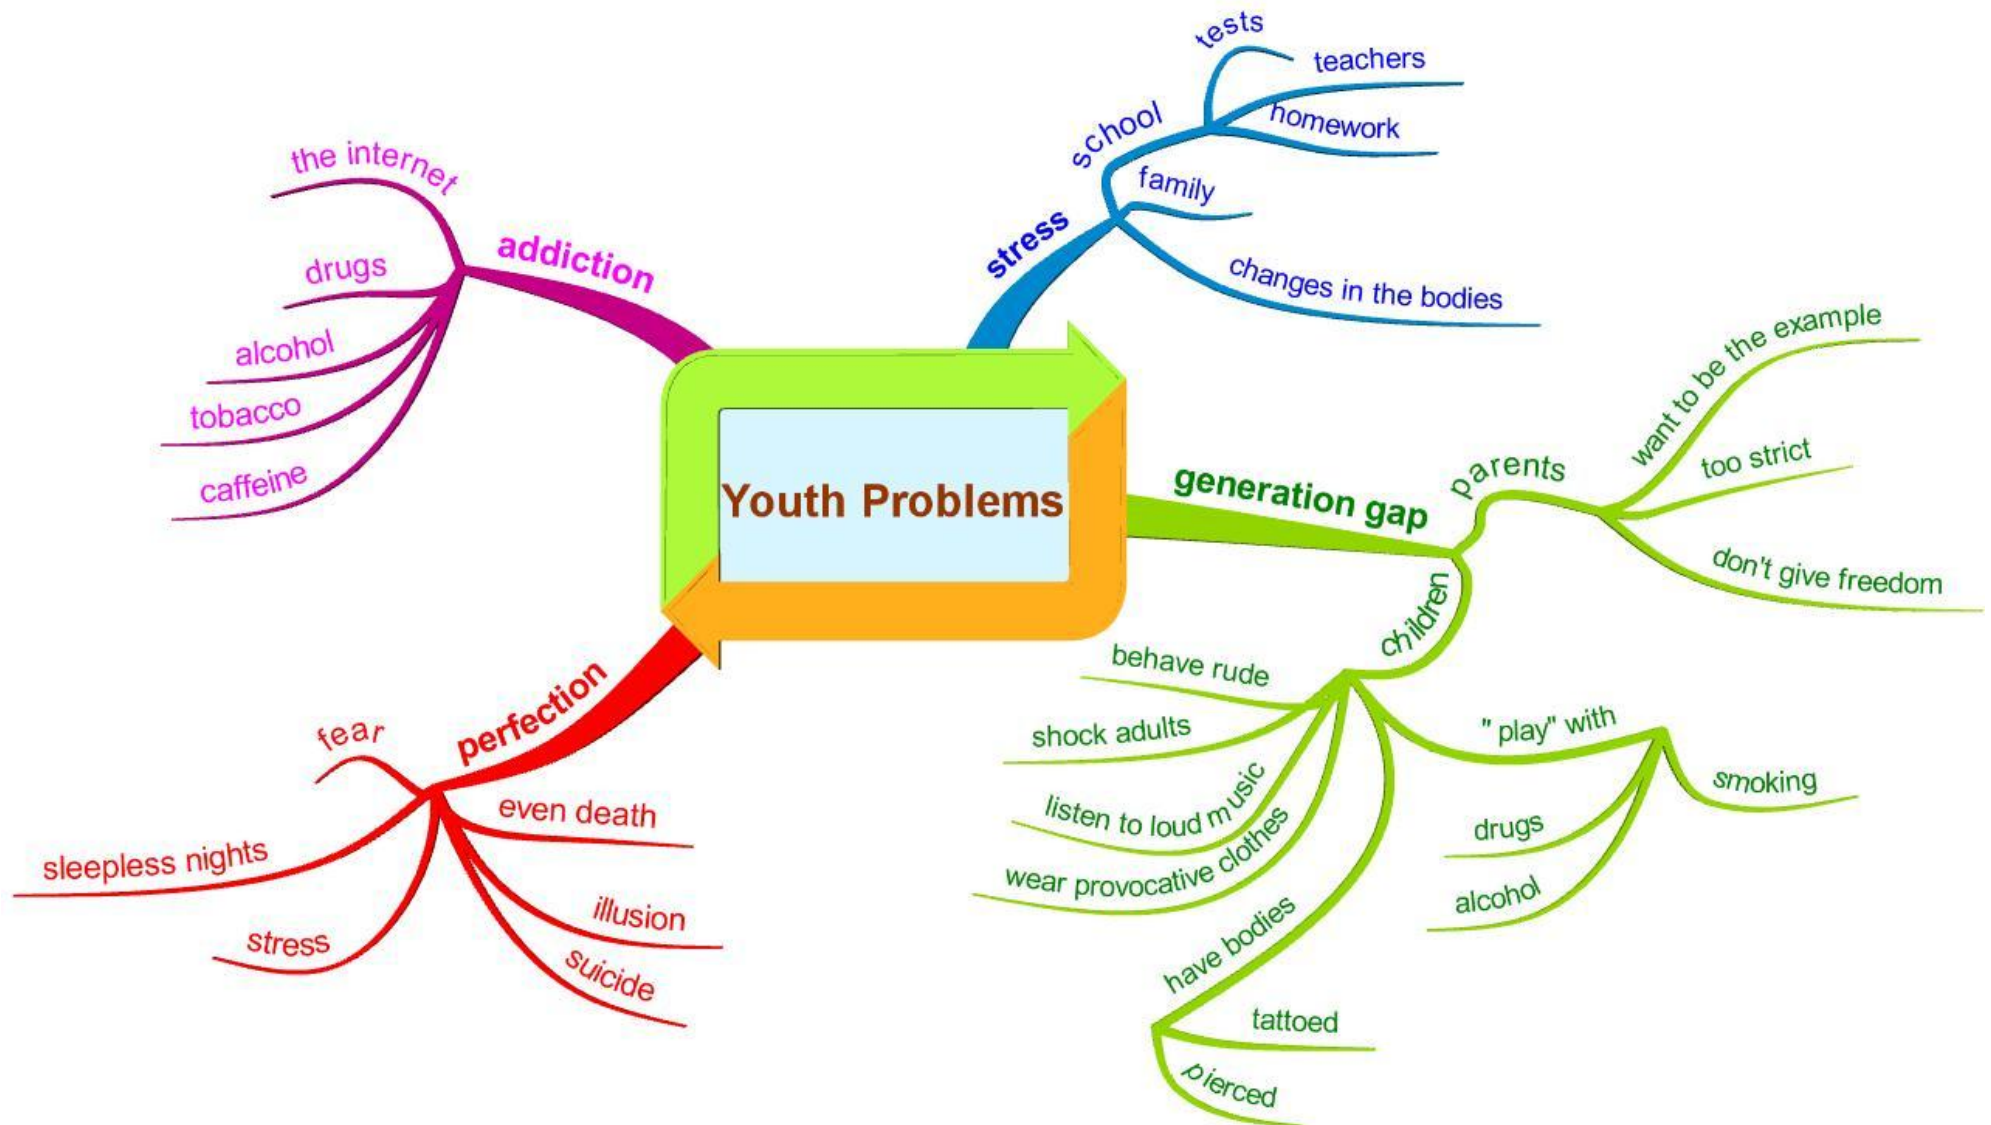 Youth Problems
stress
school
tests
teachers
homework
family
changes in the bodies
generation gap
parents
want to be the example
too strict
don't give freedom
children
behave rude
shock adults
listen to loud music
wear provocative clothes
have bodies
tattoed
pierced
" play" with
smoking
drugs
alcohol
perfection
fear
sleepless nights
stress
even death
illusion
suicide
addiction
the internet
drugs
alcohol
tobacco
caffeine